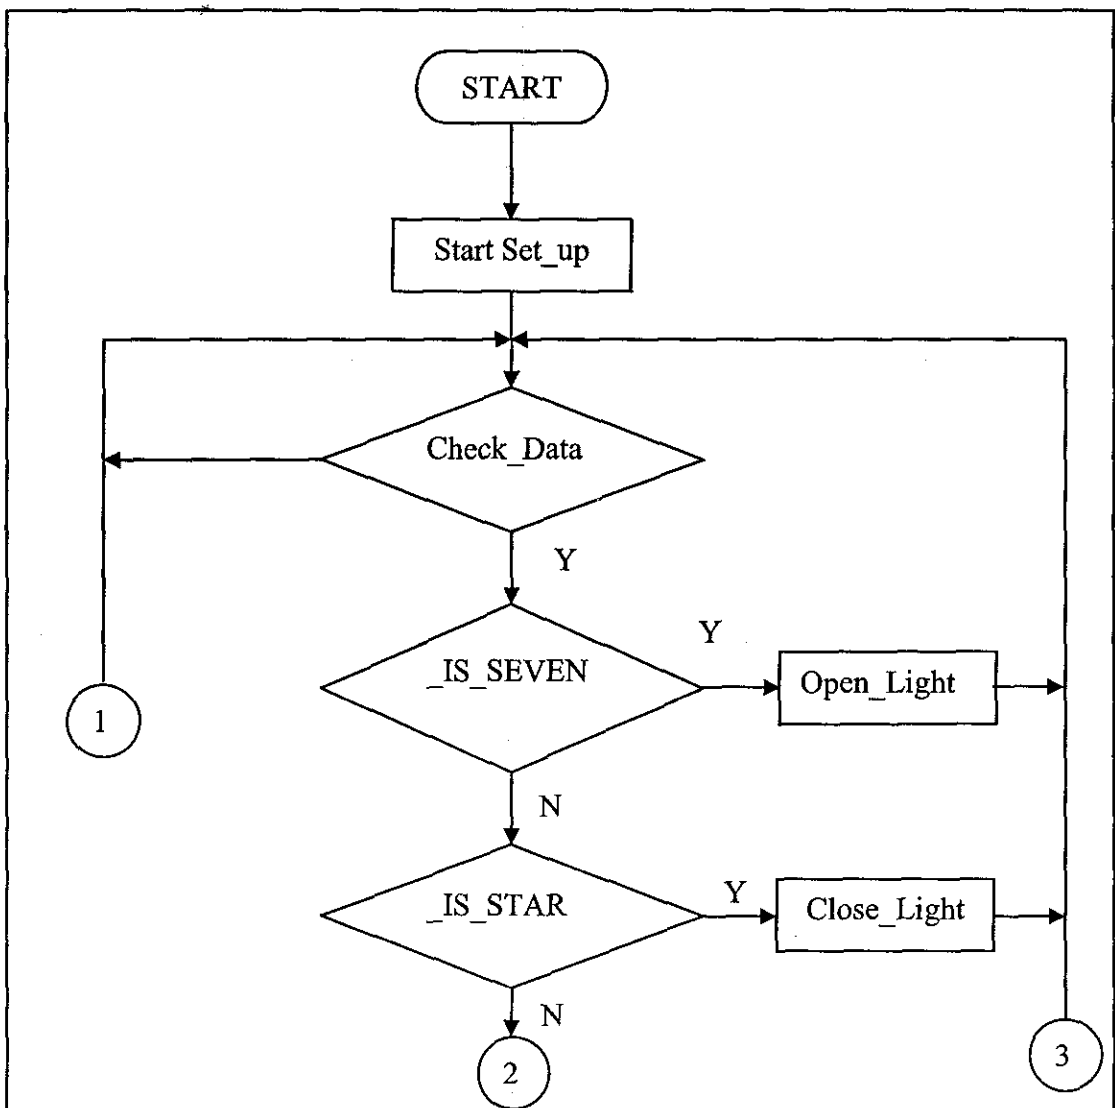 START
Start Set_up
Check_Data
Y
_IS_SEVEN
Y
Open_Light
1
N
_IS_STAR
Y
Close_Light
N
2
3